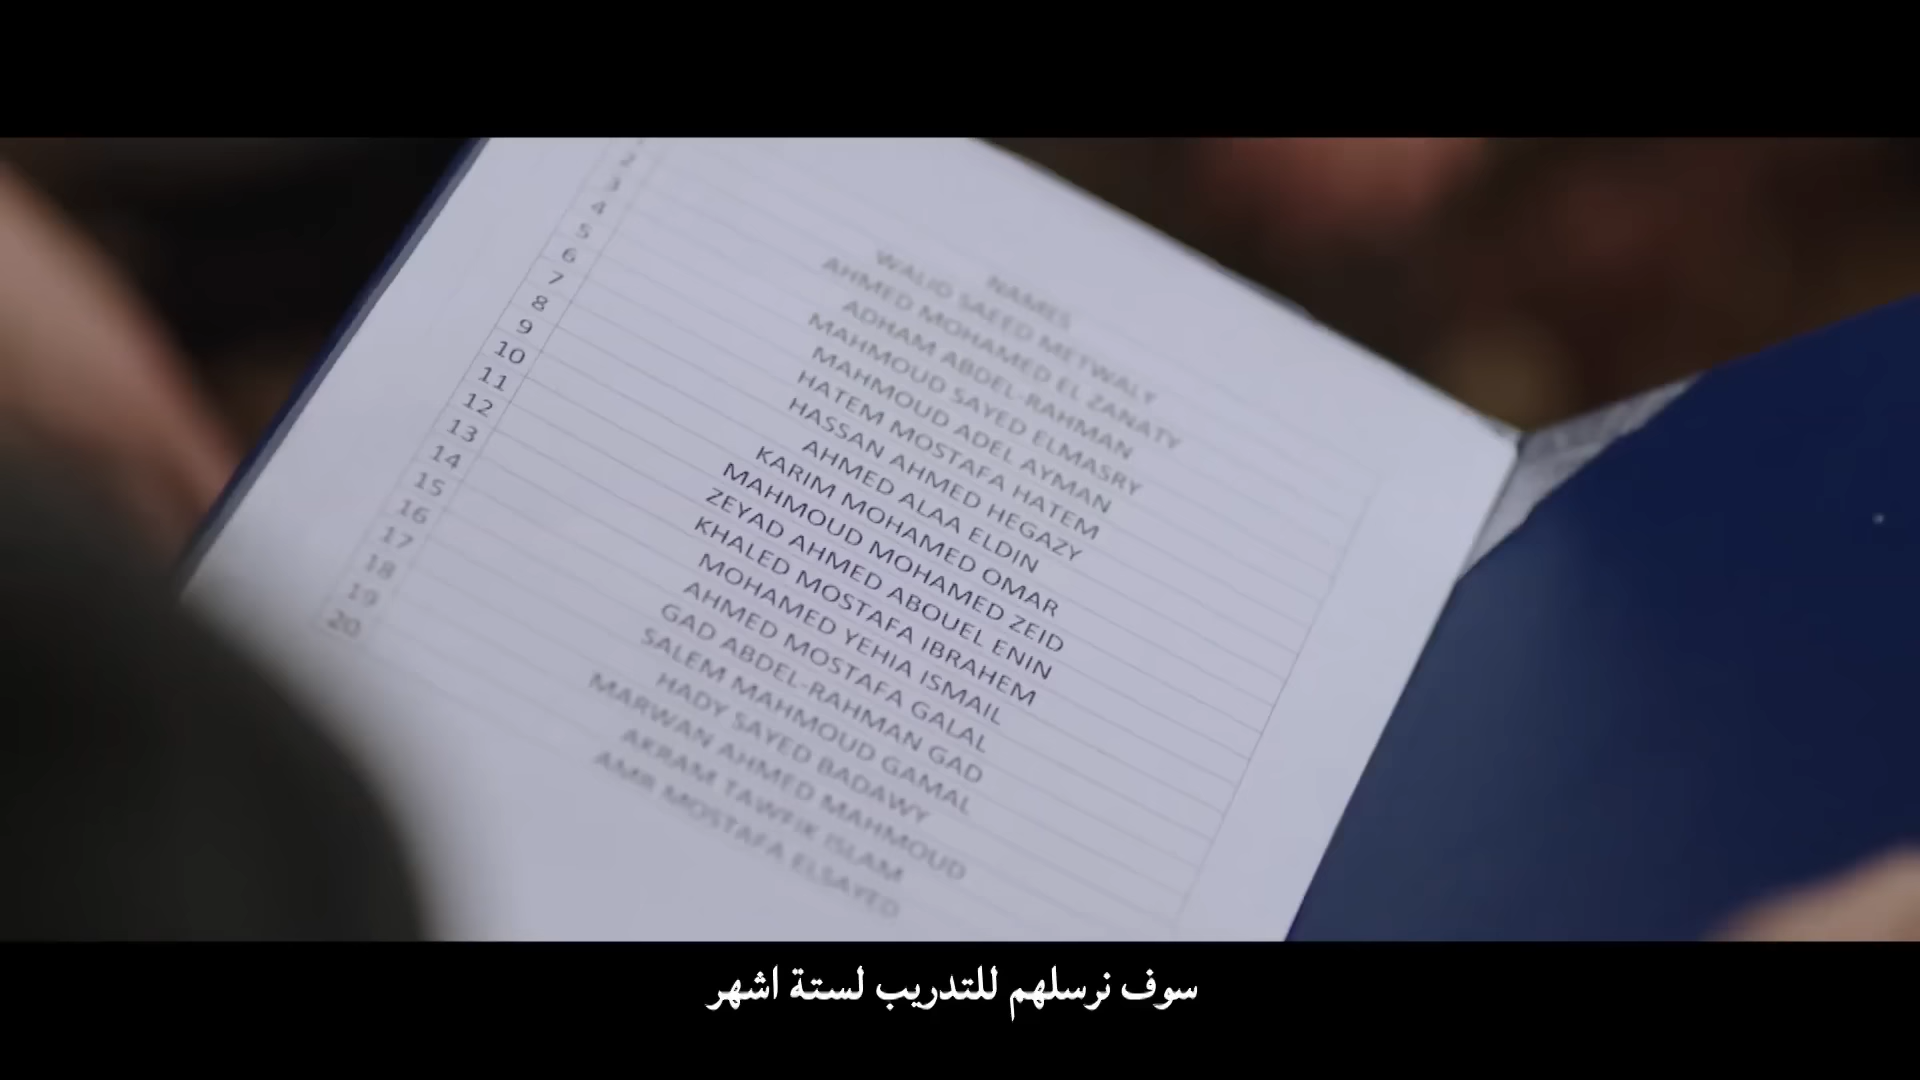 NAMES
1 WALID SAEED METWALY
2 AHMED MOHAMED EL ZANATY
3 ADHAM ABDEL-RAHMAN
4 MAHMOUD SAYED ELMASRY
5 MAHMOUD ADEL AYMAN
6 HATEM MOSTAFA HATEM
7 HASSAN AHMED HEGAZY
8 AHMED ALAA ELDIN
9 KARIM MOHAMED OMAR
10 MAHMOUD MOHAMED ZEID
11 ZEYAD AHMED ABOUEL ENIN
12 KHALED MOSTAFA IBRAHEM
13 MOHAMED YEHIA ISMAIL
14 AHMED MOSTAFA GALAL
15 GAD ABDEL-RAHMAN GAD
16 SALEM MAHMOUD GAMAL
17 HADY SAYED BADAWY
18 MARWAN AHMED MAHMOUD
19 AKRAM TAWFIK ISLAM
20 AMR MOSTAFA ELSAYED
سوف نرسلهم للتدريب لستة اشهر